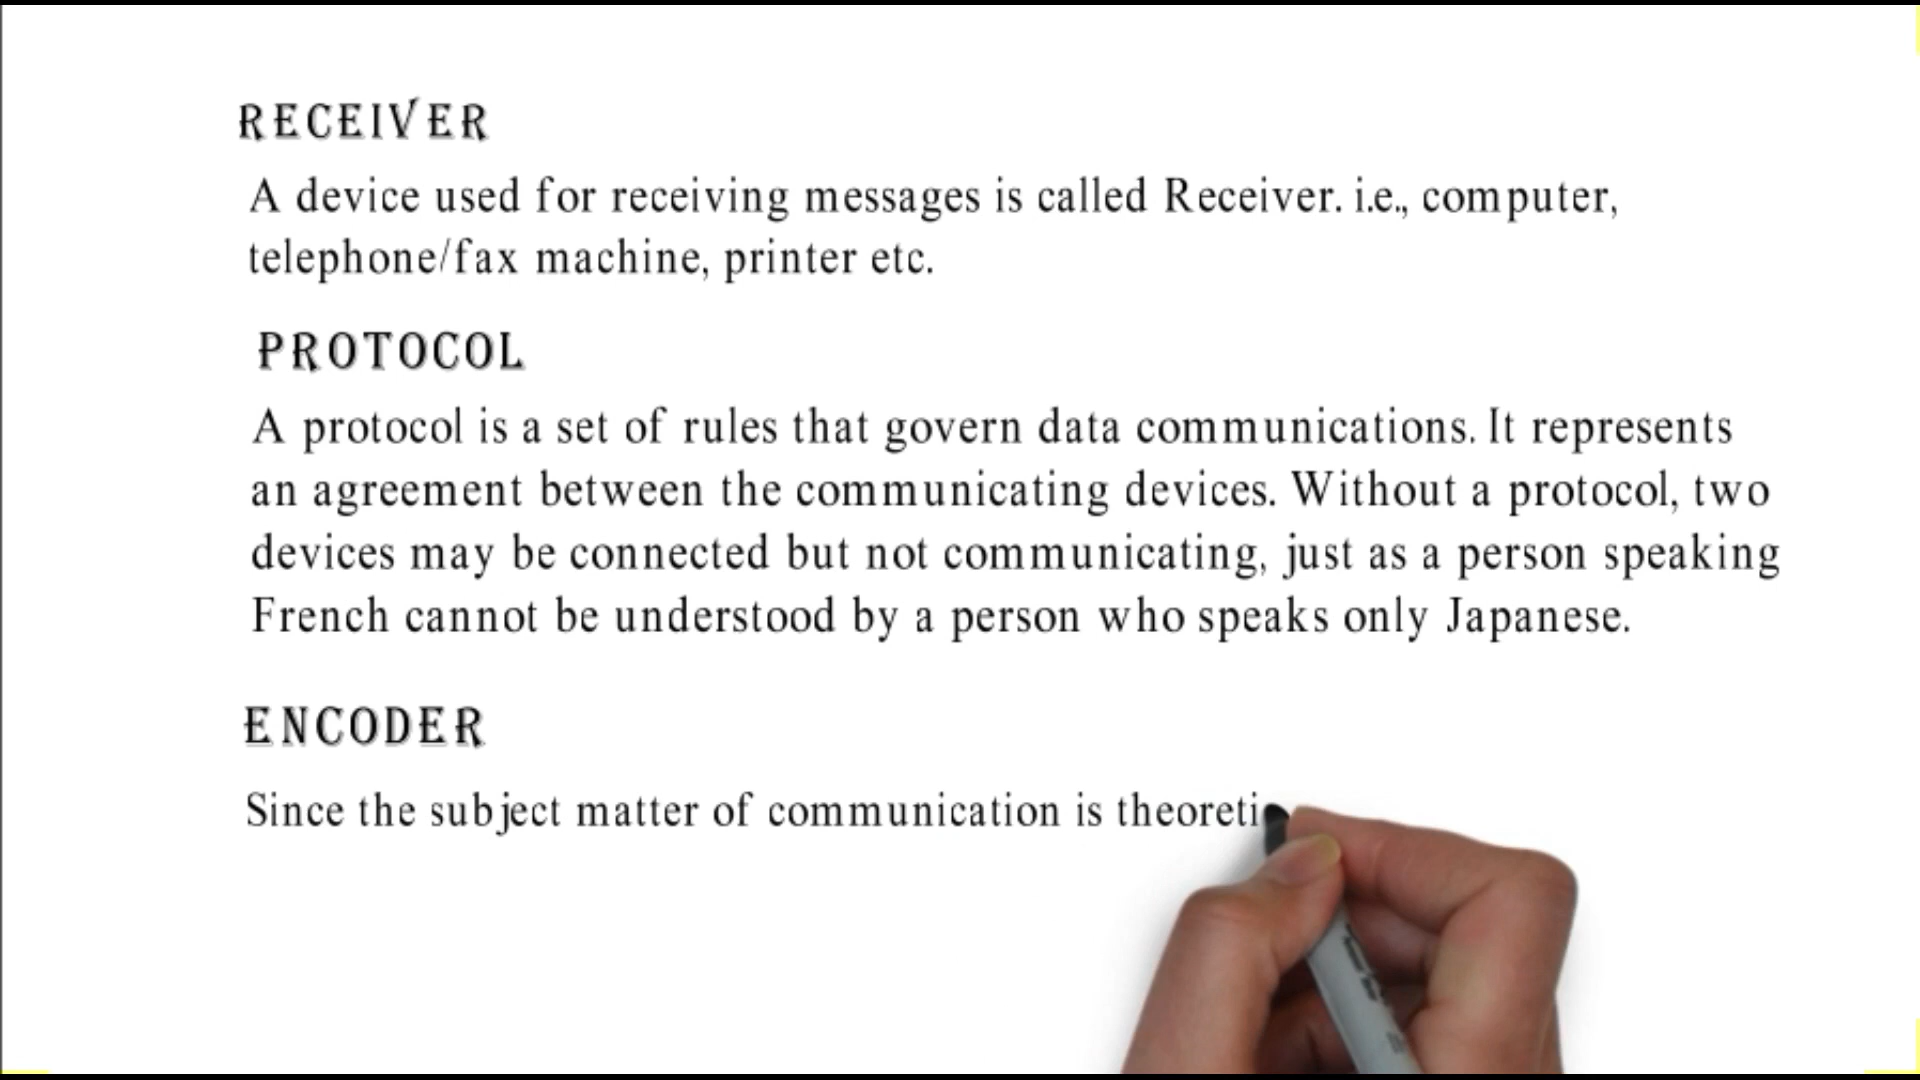 RECEIVER
A device used for receiving messages is called Receiver. i.e., computer,
telephone/fax machine, printer etc.
PROTOCOL
A protocol is a set of rules that govern data communications. It represents
an agreement between the communicating devices. Without a protocol, two
devices may be connected but not communicating, just as a person speaking
French cannot be understood by a person who speaks only Japanese.
ENCODER
Since the subject matter of communication is theoreti